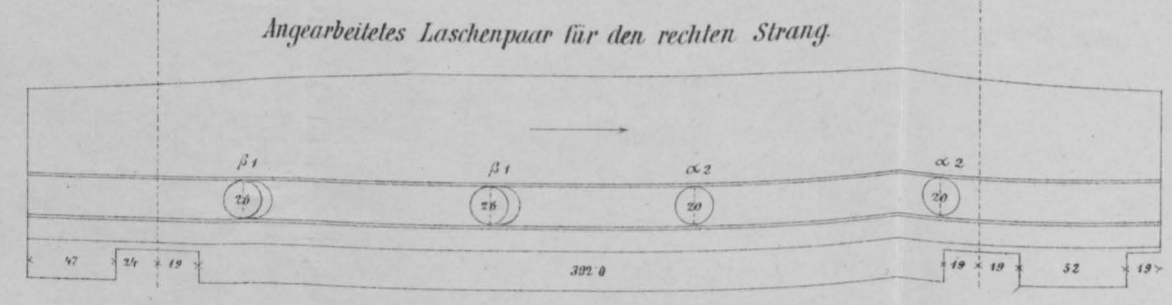 Angearbeitetes Laschenpaar für den rechten Strang.
β1 β1 α2 α2
26 26 20 20
47 24 19 392 0 19 19 52 19